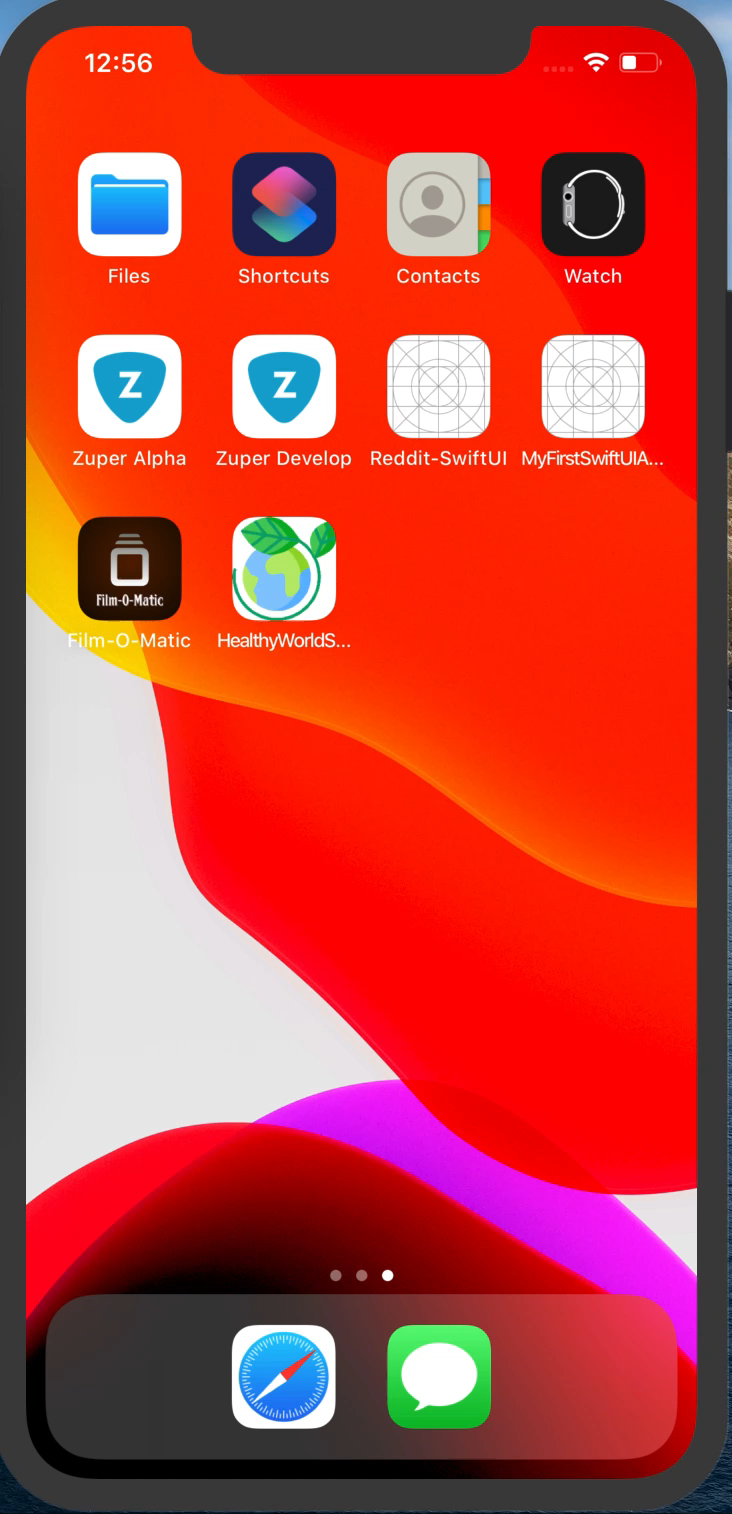 12:56
Files Shortcuts Contacts Watch
Z Z
Zuper Alpha Zuper Develop Reddit-SwiftUI MyFirstSwiftUIA...
Film-O-Matic
Film-O-Matic HealthyWorldS...